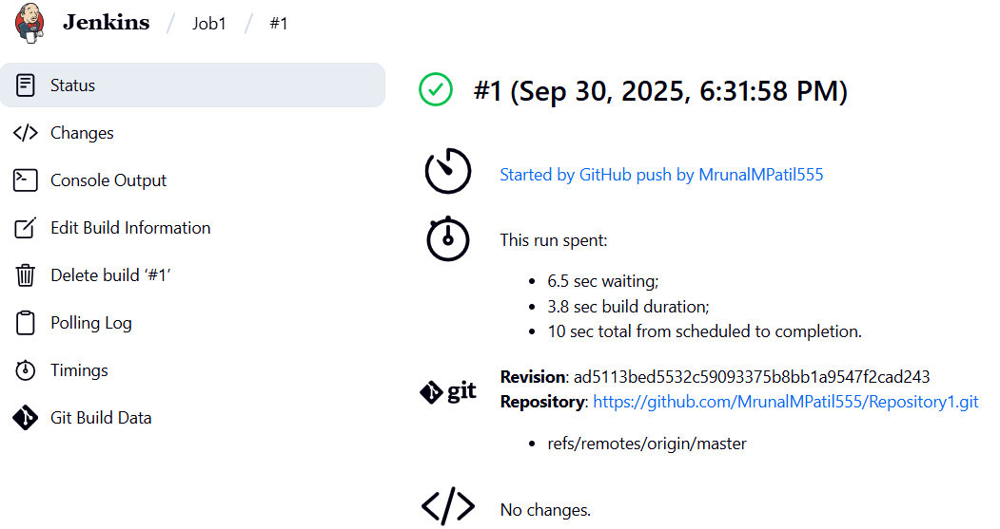 Jenkins / Job1 / #1
Status
Changes
Console Output
Edit Build Information
Delete build ‘#1’
Polling Log
Timings
Git Build Data
#1 (Sep 30, 2025, 6:31:58 PM)
Started by GitHub push by MrunalMPatil555
This run spent:
• 6.5 sec waiting;
• 3.8 sec build duration;
• 10 sec total from scheduled to completion.
git
Revision: ad5113bed5532c59093375b8bb1a9547f2cad243
Repository: https://github.com/MrunalMPatil555/Repository1.git
• refs/remotes/origin/master
No changes.